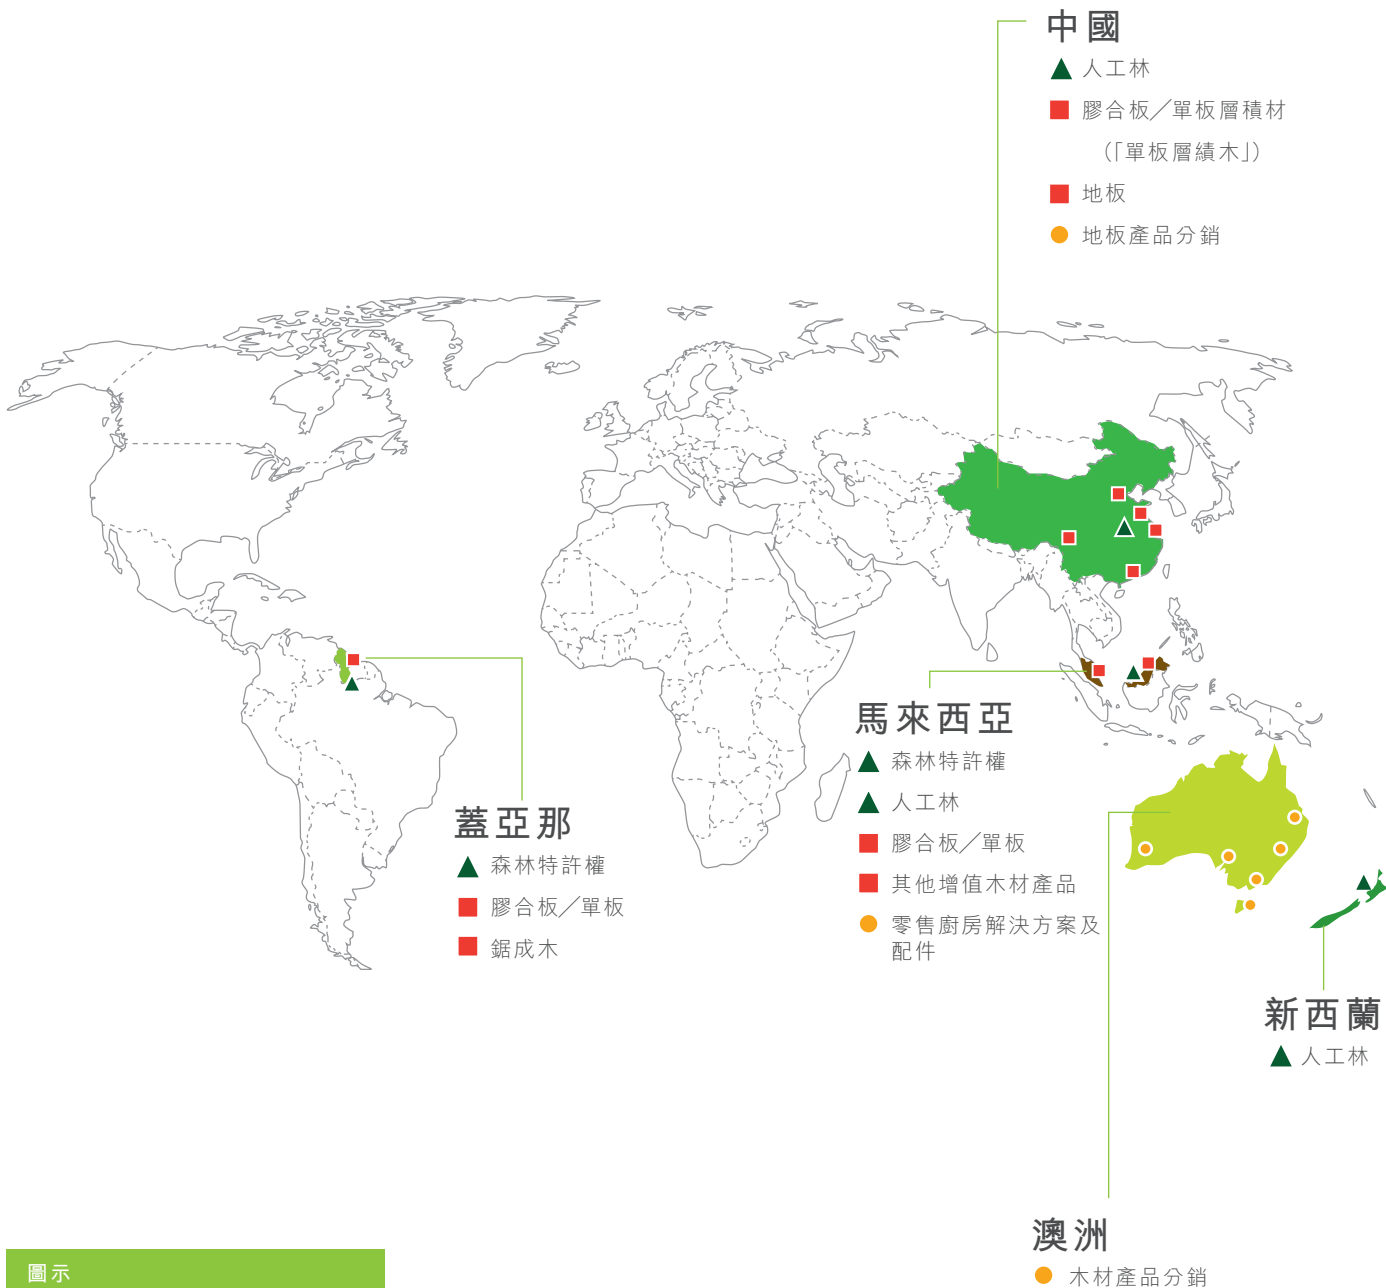 中國
人工林
膠合板／單板層積材
（「單板層績木」）
地板
地板產品分銷
馬來西亞
森林特許權
人工林
膠合板／單板
其他增值木材產品
零售廚房解決方案及
配件
蓋亞那
森林特許權
膠合板／單板
鋸成木
新西蘭
人工林
澳洲
木材產品分銷
圖示